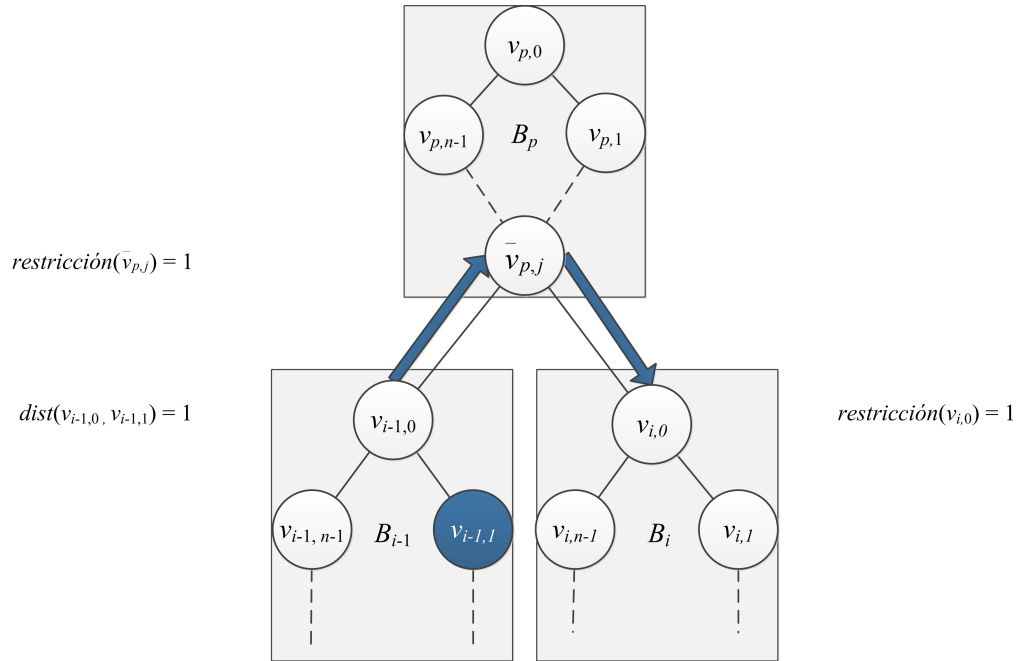 v_{p,0}
v_{p,n-1}
B_p
v_{p,1}
v̄_{p,j}
restricción(v̄_{p,j}) = 1
dist(v_{i-1,0}, v_{i-1,1}) = 1
v_{i-1,0}
v_{i,0}
restricción(v_{i,0}) = 1
v_{i-1, n-1}
B_{i-1}
v_{i-1,1}
v_{i,n-1}
B_i
v_{i,1}